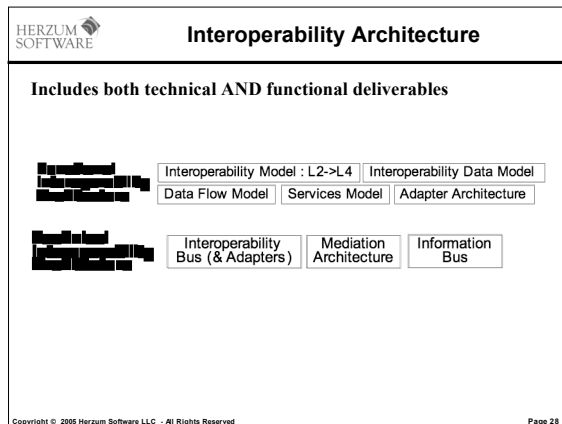 HERZUM
SOFTWARE
Interoperability Architecture
Includes both technical AND functional deliverables
Interoperability Model : L2->L4
Interoperability Data Model
Data Flow Model
Services Model
Adapter Architecture
Interoperability
Bus (& Adapters)
Mediation
Architecture
Information
Bus
Copyright © 2005 Herzum Software LLC - All Rights Reserved
Page 28